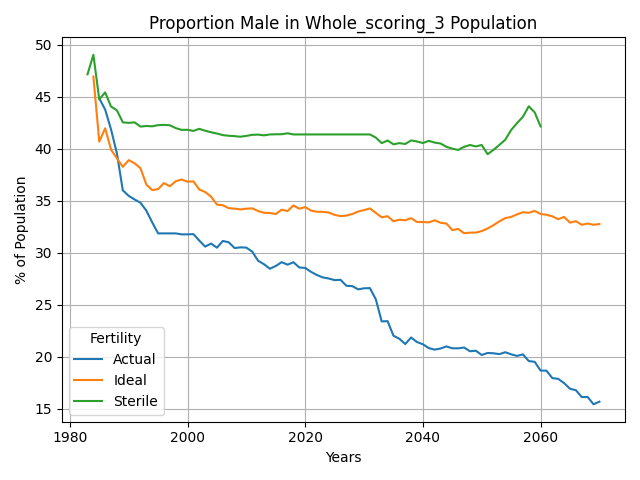 Proportion Male in Whole_scoring_3 Population
% of Population
50
45
40
35
30
25
20
15
Fertility
Actual
Ideal
Sterile
1980
2000
2020
2040
2060
Years